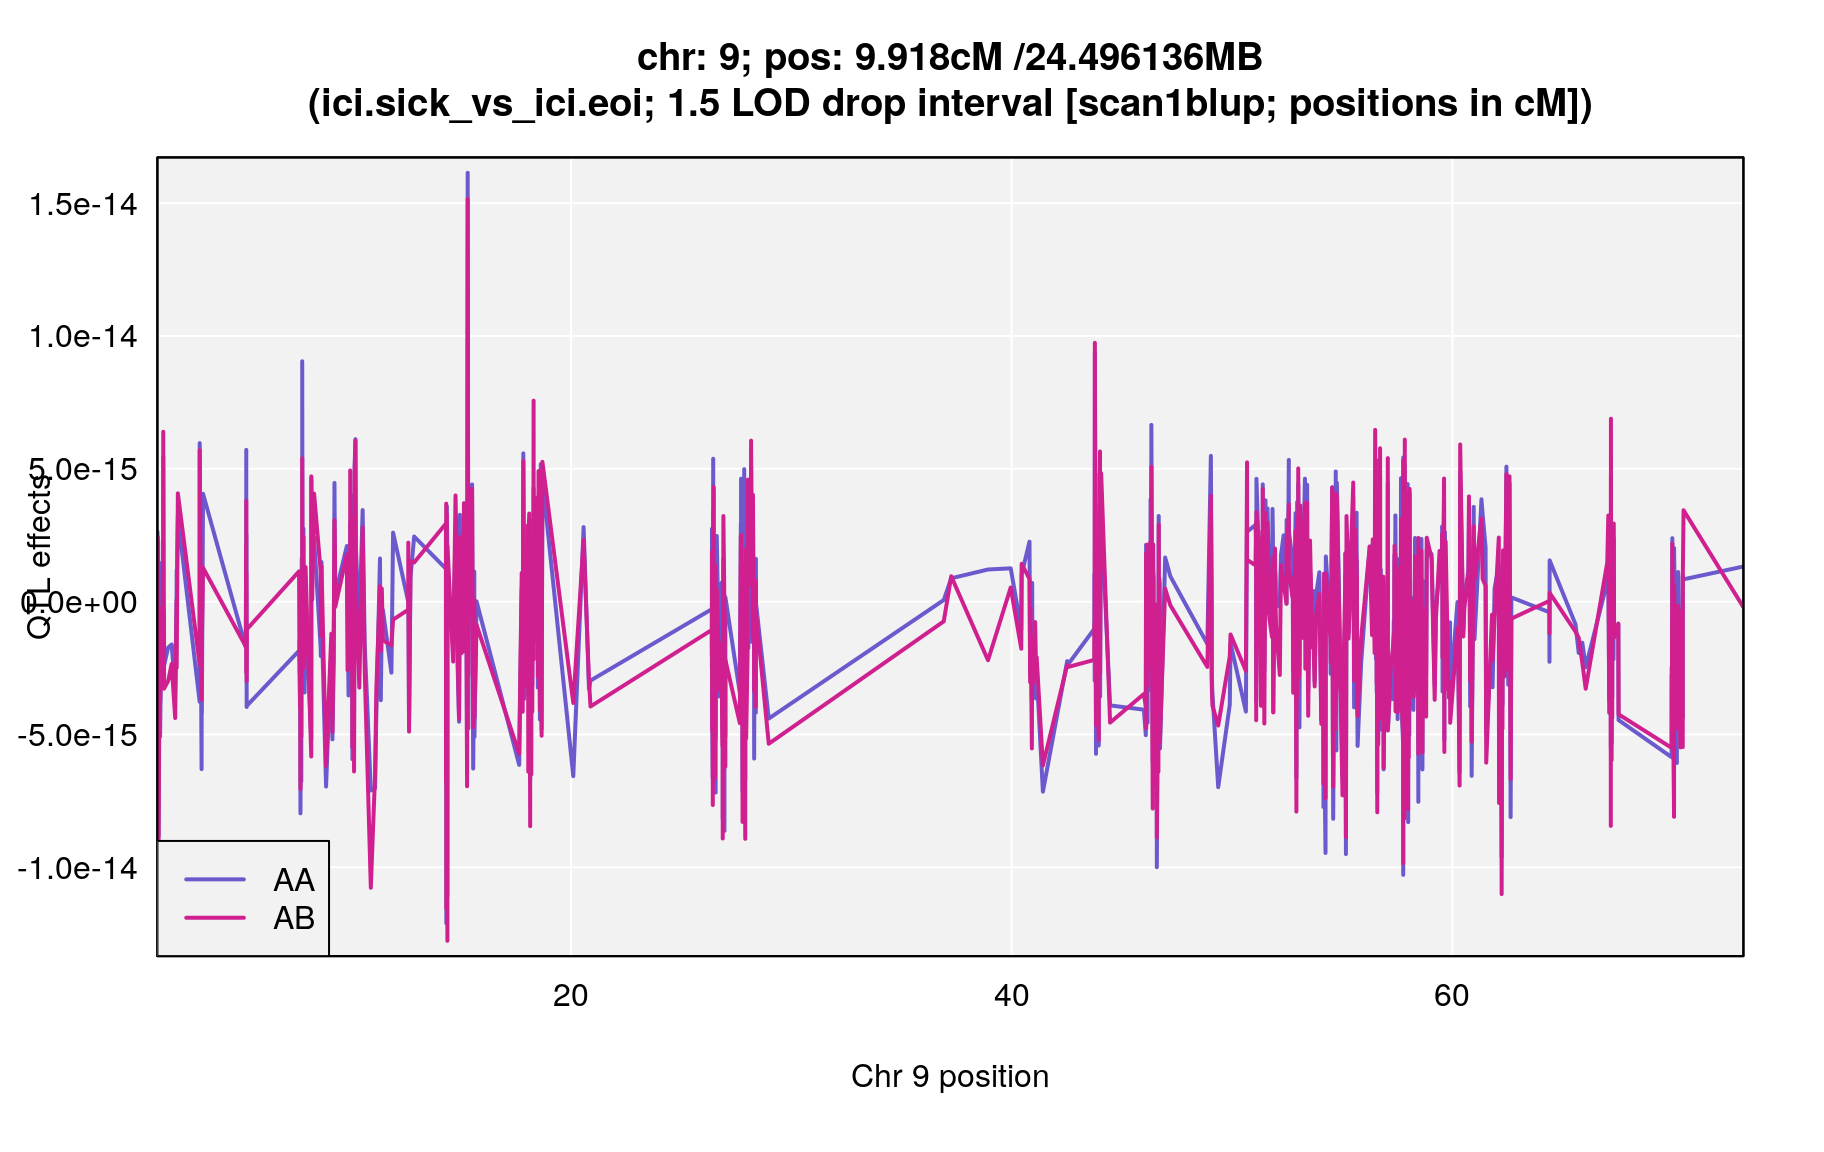 chr: 9; pos: 9.918cM /24.496136MB
(ici.sick_vs_ici.eoi; 1.5 LOD drop interval [scan1blup; positions in cM])
1.5e-14
1.0e-14
5.0e-15
0.0e+00
-5.0e-15
-1.0e-14
QTL effects
AA
AB
20
40
60
Chr 9 position